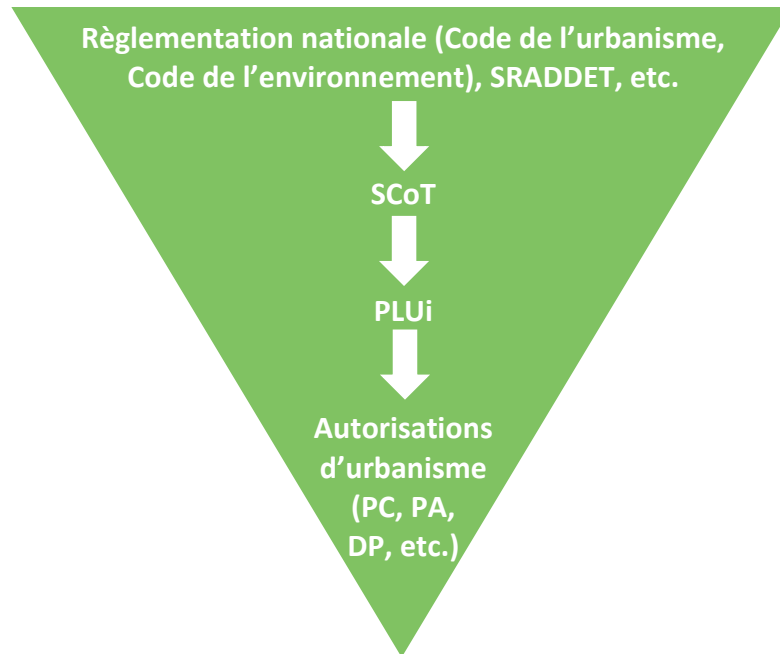 Règlementation nationale (Code de l’urbanisme,
Code de l’environnement), SRADDET, etc.
SCoT
PLUi
Autorisations
d’urbanisme
(PC, PA,
DP, etc.)